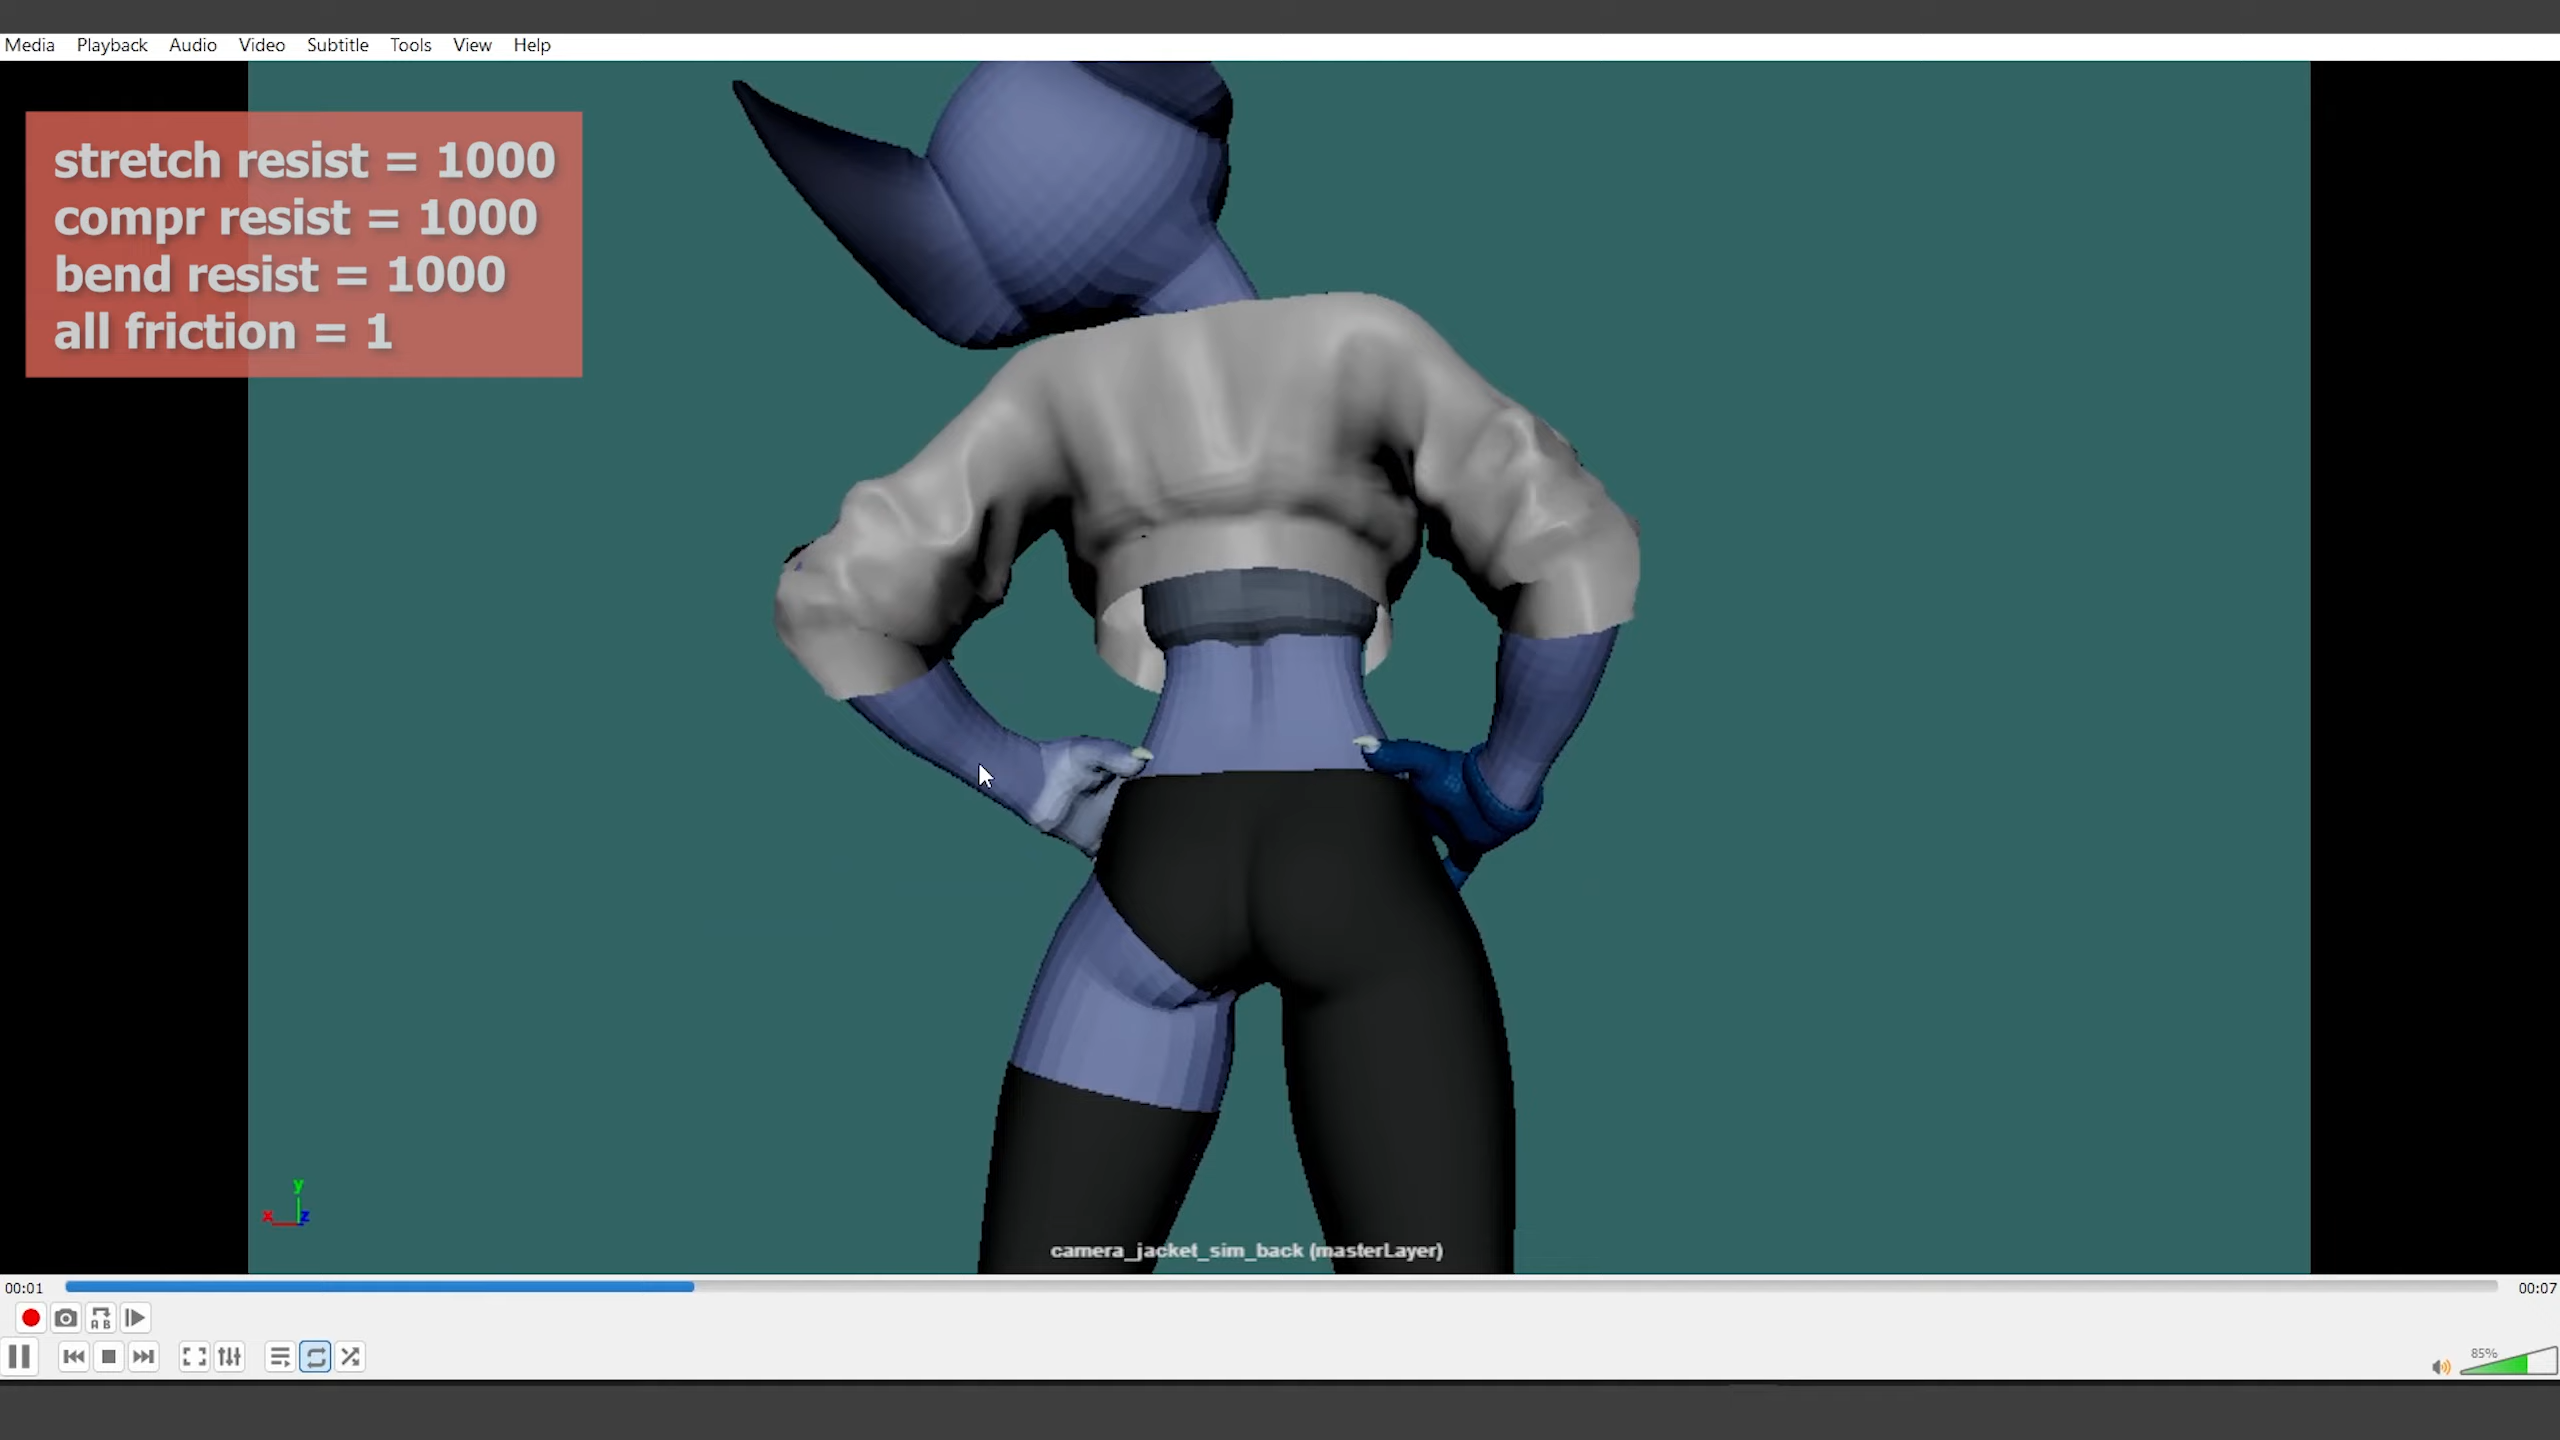 Media Playback Audio Video Subtitle Tools View Help
stretch resist = 1000
compr resist = 1000
bend resist = 1000
all friction = 1
y
x z
camera_jacket_sim_back (masterLayer)
00:01 00:07
A B
85%